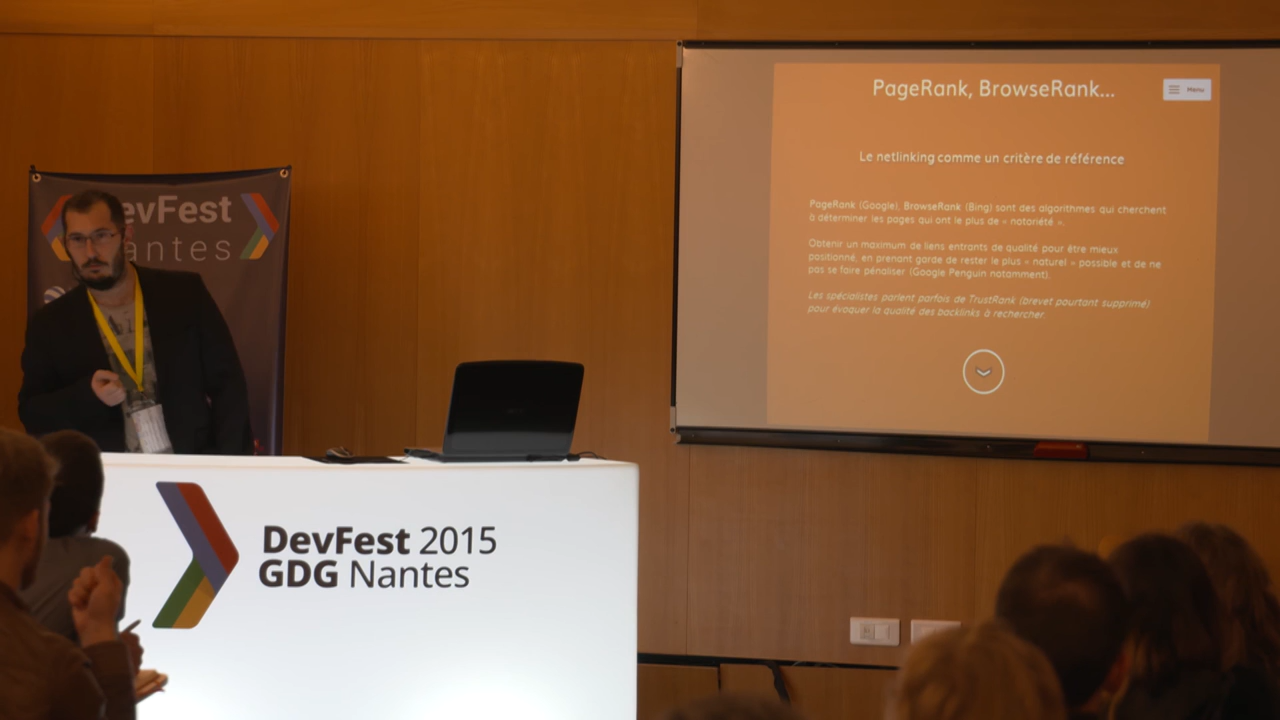 PageRank, BrowseRank...
Menu
Le netlinking comme un critère de référence
PageRank (Google), BrowseRank (Bing) sont des algorithmes qui cherchent
à déterminer les pages qui ont le plus de « notoriété ».
Obtenir un maximum de liens entrants de qualité pour être mieux
positionné, en prenant garde de rester le plus « naturel » possible et de ne
pas se faire pénaliser (Google Penguin notamment).
Les spécialistes parlent parfois de TrustRank (brevet pourtant supprimé)
pour évoquer la qualité des backlinks à rechercher.
evFest
antes
DevFest 2015
GDG Nantes